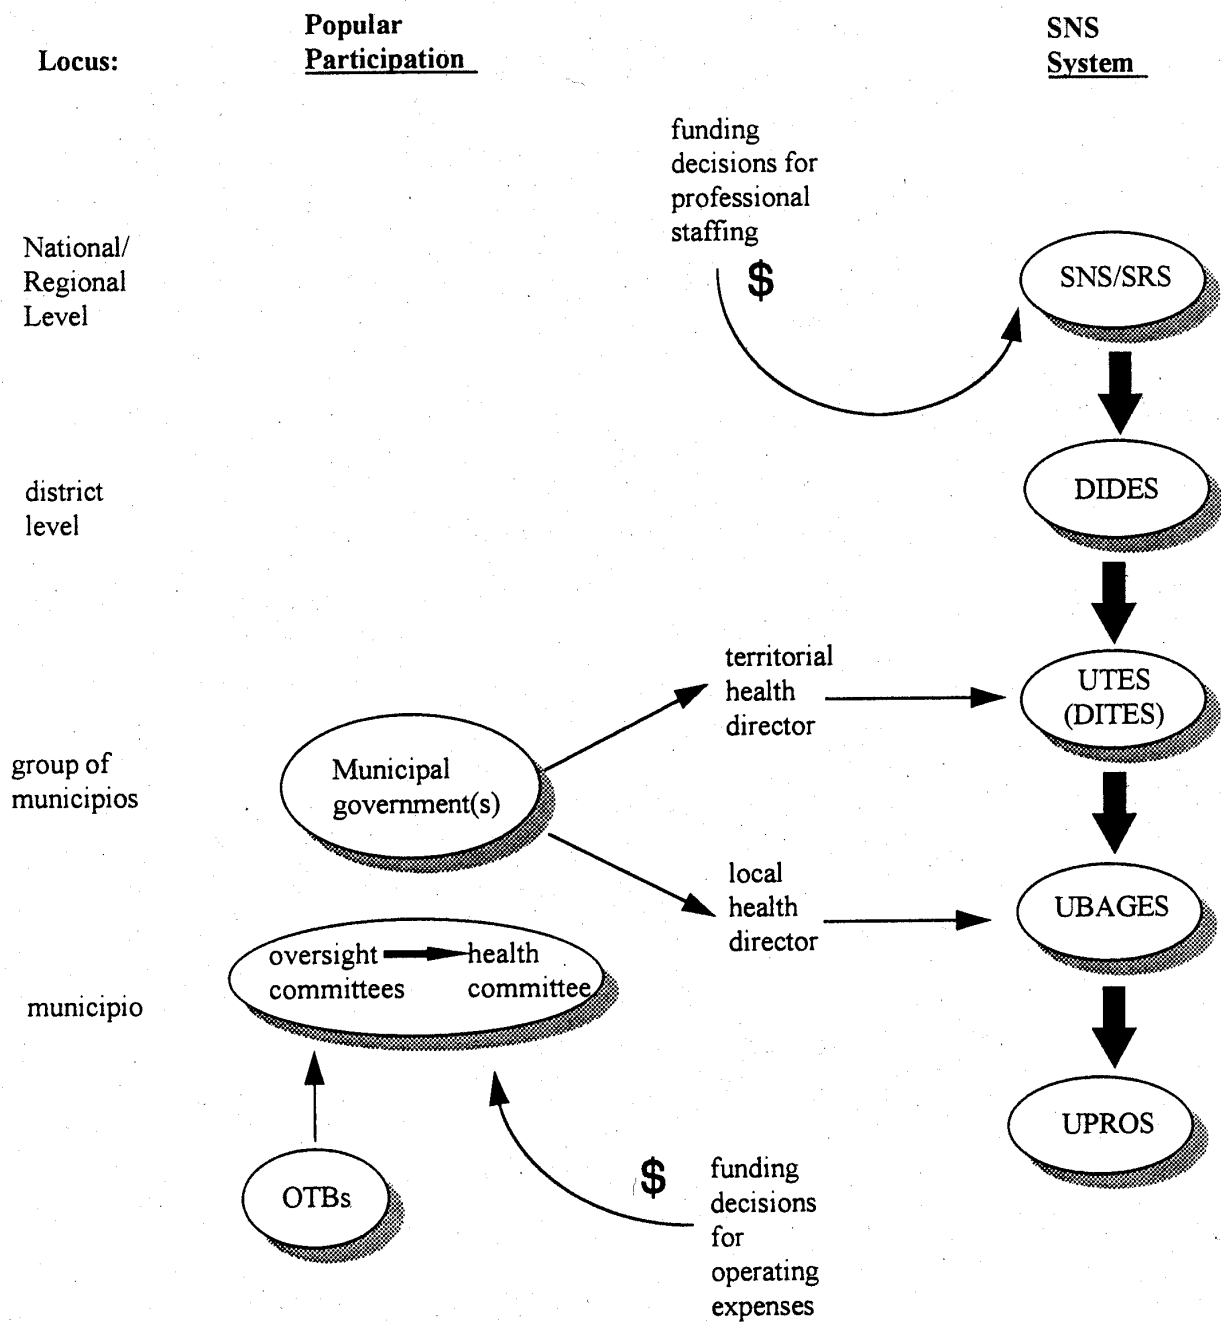 Locus:
Popular
Participation
SNS
System
funding
decisions for
professional
staffing
$
National/
Regional
Level
SNS/SRS
district
level
DIDES
territorial
health
director
UTES
(DITES)
group of
municipios
Municipal
government(s)
local
health
director
UBAGES
oversight health
committees committee
municipio
UPROS
OTBs
$
funding
decisions
for
operating
expenses